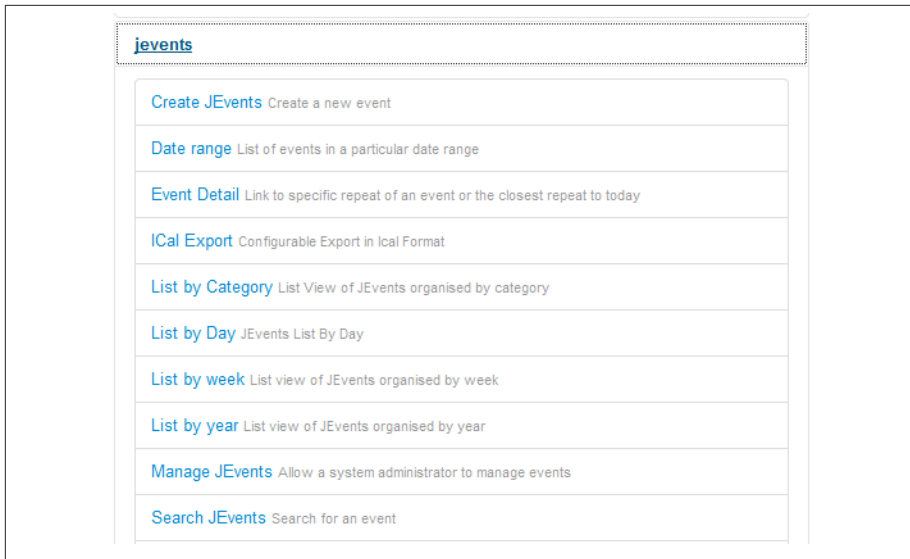 jevents
Create JEvents Create a new event
Date range List of events in a particular date range
Event Detail Link to specific repeat of an event or the closest repeat to today
ICal Export Configurable Export in Ical Format
List by Category List View of JEvents organised by category
List by Day JEvents List By Day
List by week List view of JEvents organised by week
List by year List view of JEvents organised by year
Manage JEvents Allow a system administrator to manage events
Search JEvents Search for an event